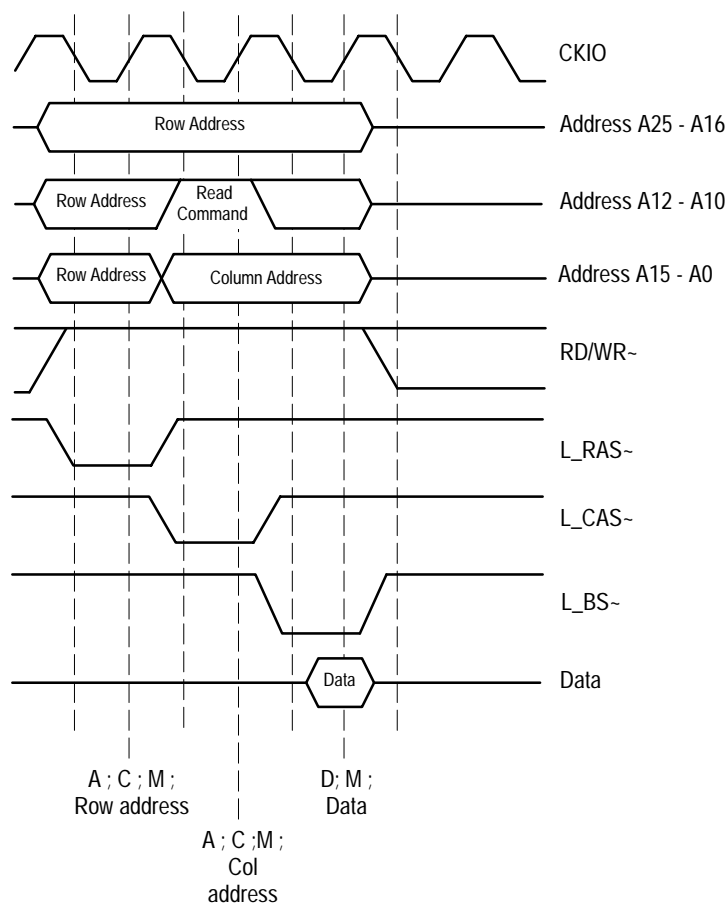 CKIO
Row Address
Address A25 - A16
Row Address
Read
Command
Address A12 - A10
Row Address
Column Address
Address A15 - A0
RD/WR~
L_RAS~
L_CAS~
L_BS~
Data
Data
A ; C ; M ;
Row address
D; M ;
Data
A ; C ;M ;
Col
address